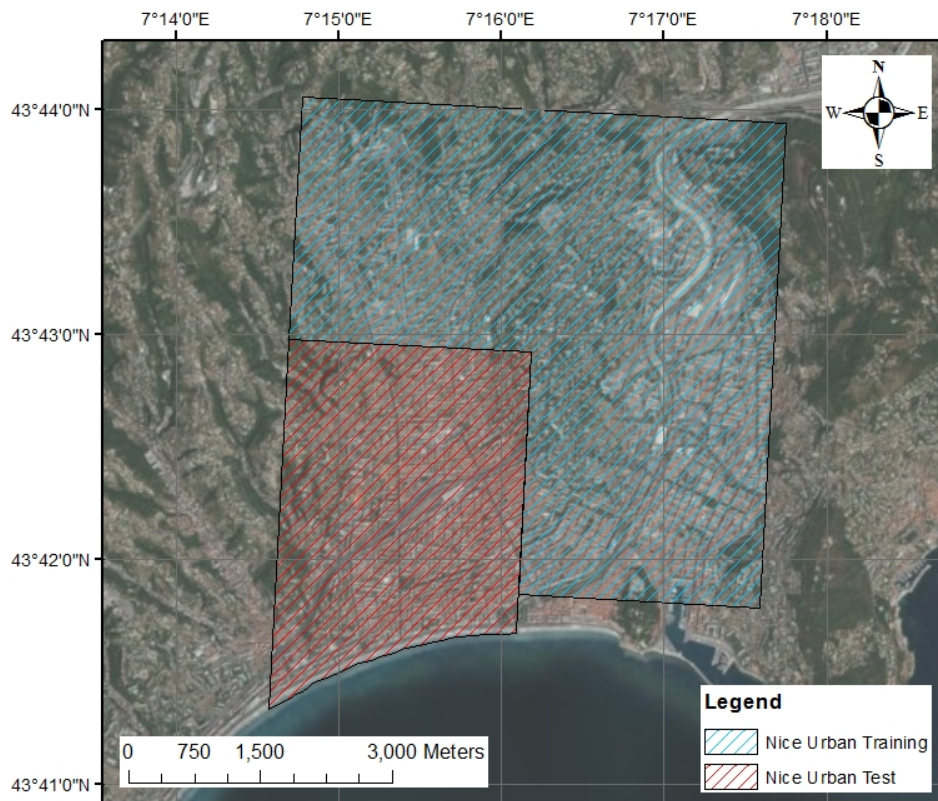 7°14'0"E 7°15'0"E 7°16'0"E 7°17'0"E 7°18'0"E
N
W E
S
43°44'0"N
43°43'0"N
43°42'0"N
43°41'0"N
Legend
Nice Urban Training
Nice Urban Test
0 750 1,500 3,000 Meters